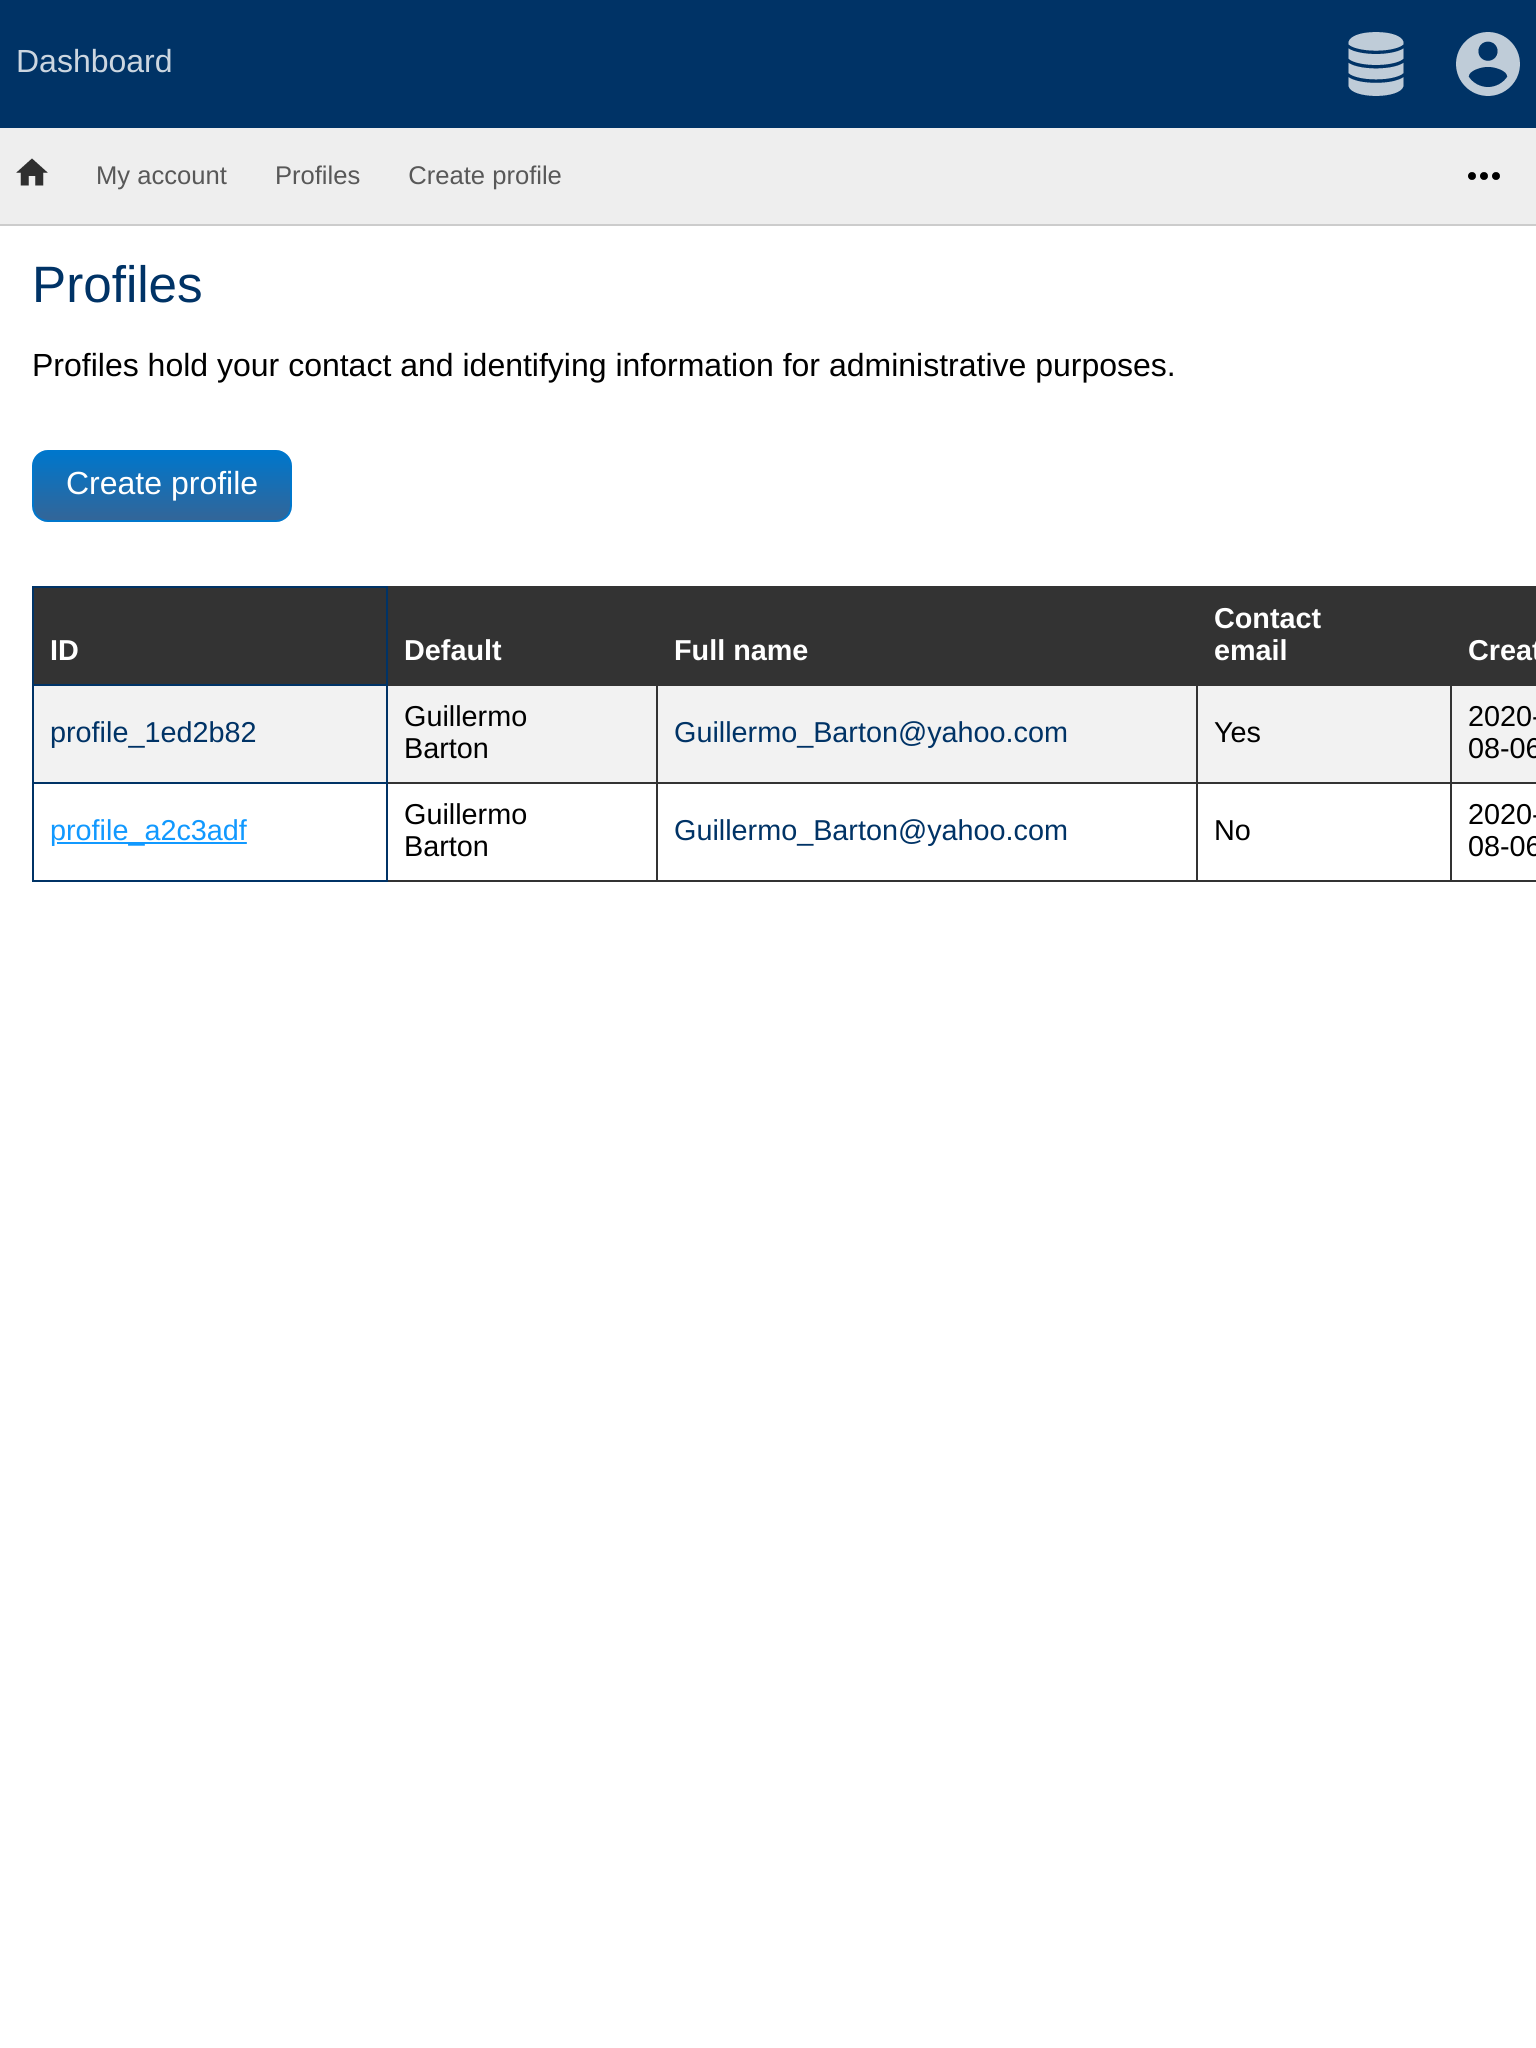 Dashboard
My account Profiles Create profile
Profiles
Profiles hold your contact and identifying information for administrative purposes.
Create profile
ID Default Full name Contact email
profile_1ed2b82 Guillermo Barton Guillermo_Barton@yahoo.com Yes 2020-08-06
profile_a2c3adf Guillermo Barton Guillermo_Barton@yahoo.com No 2020-08-06